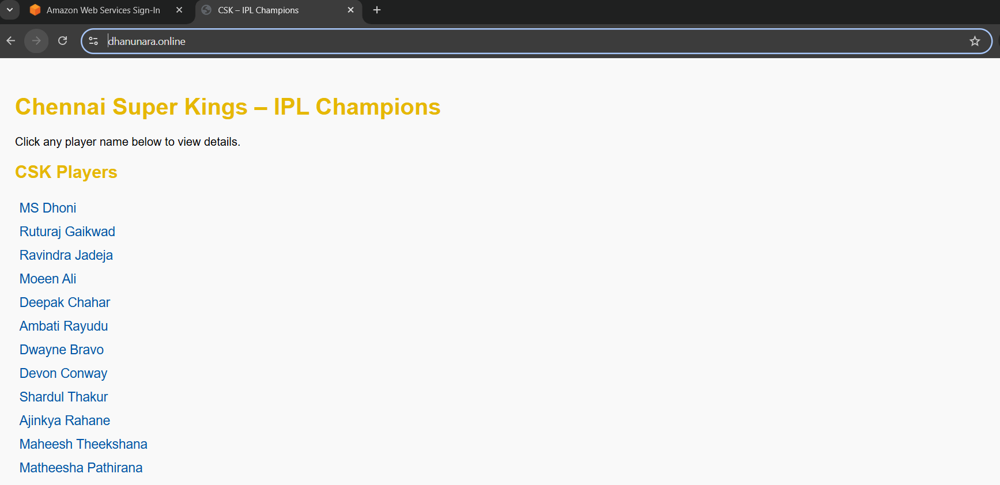 Amazon Web Services Sign-In
CSK – IPL Champions
dhanunara.online
Chennai Super Kings – IPL Champions
Click any player name below to view details.
CSK Players
MS Dhoni
Ruturaj Gaikwad
Ravindra Jadeja
Moeen Ali
Deepak Chahar
Ambati Rayudu
Dwayne Bravo
Devon Conway
Shardul Thakur
Ajinkya Rahane
Maheesh Theekshana
Matheesha Pathirana